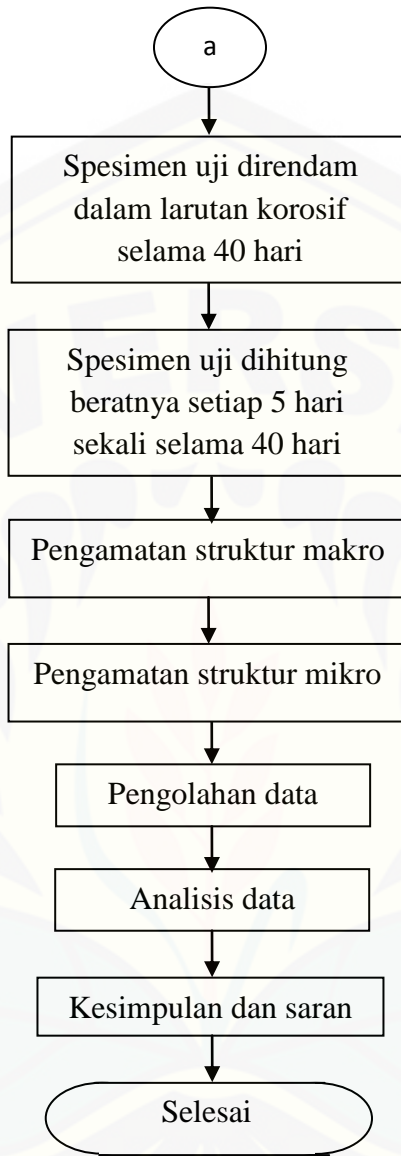 a
Spesimen uji direndam
dalam larutan korosif
selama 40 hari
Spesimen uji dihitung
beratnya setiap 5 hari
sekali selama 40 hari
Pengamatan struktur makro
Pengamatan struktur mikro
Pengolahan data
Analisis data
Kesimpulan dan saran
Selesai